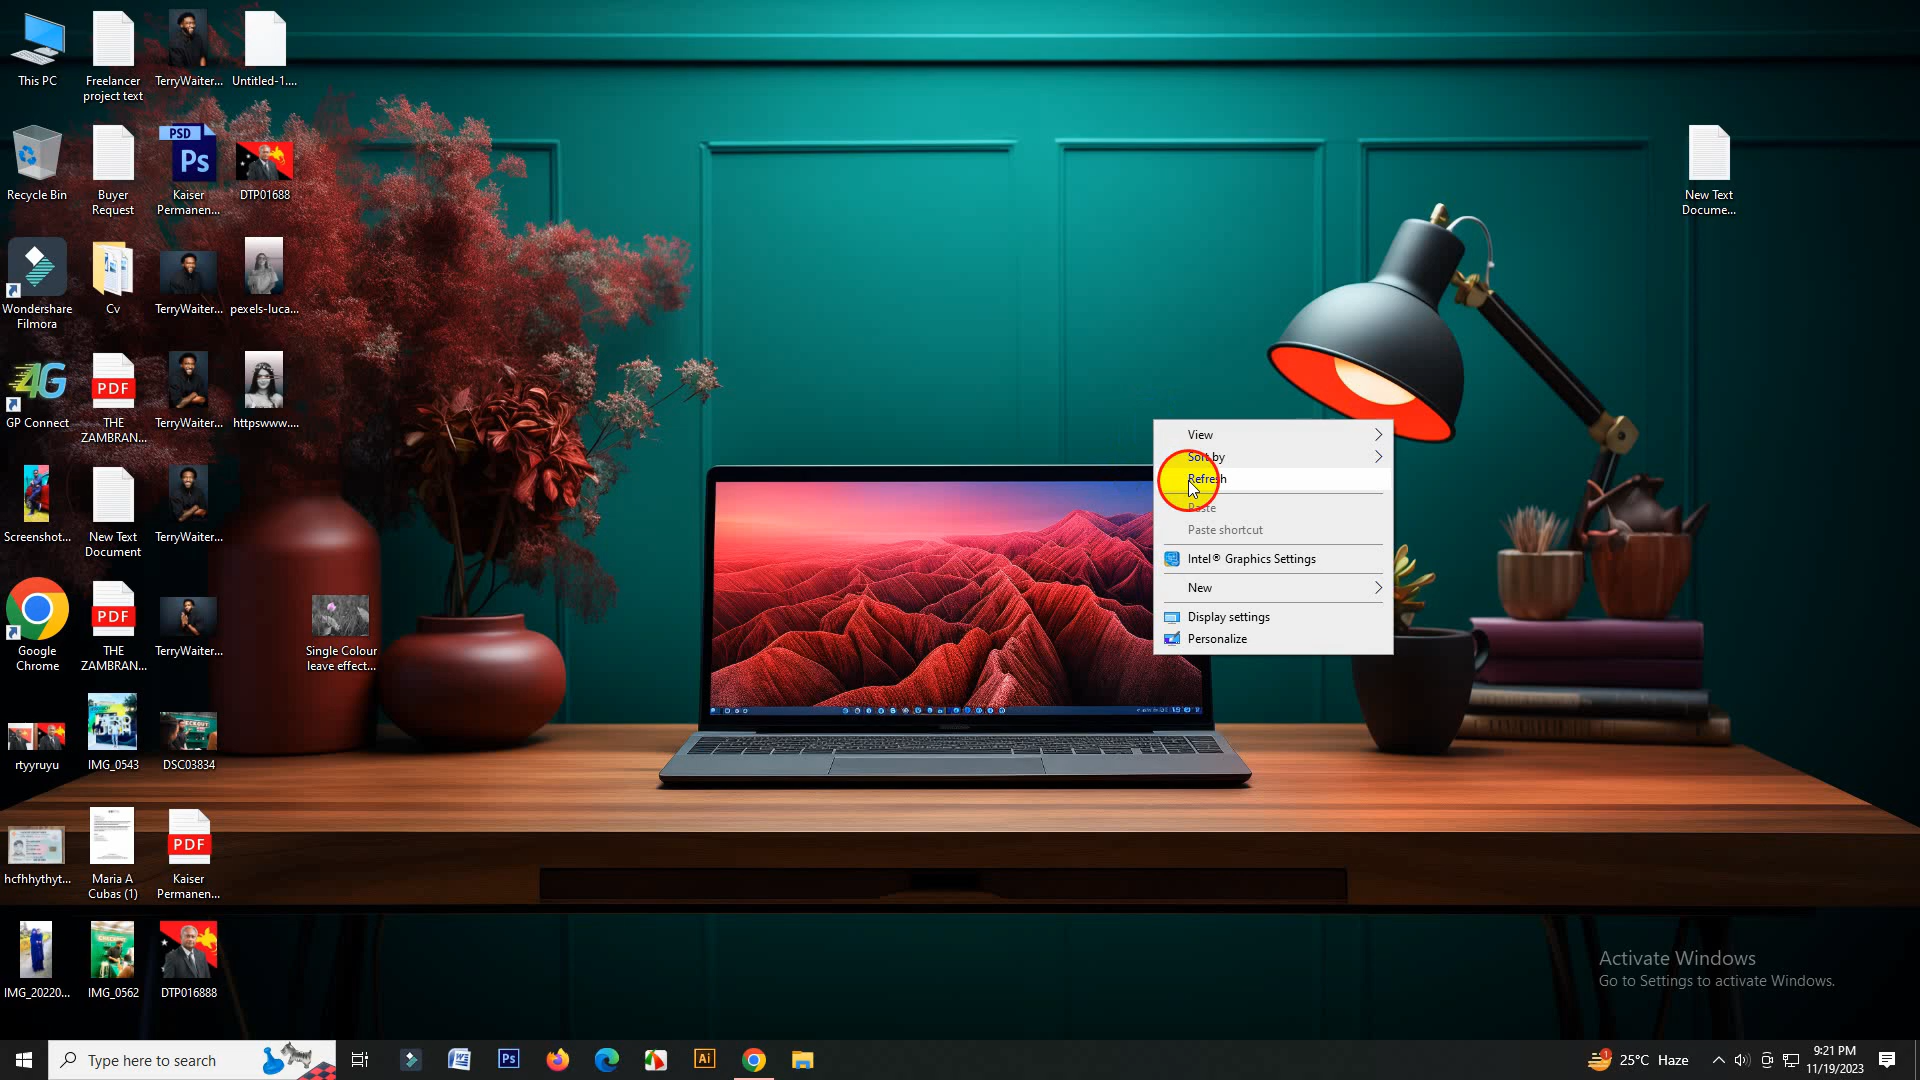 This PC
Freelancer
project text
TerryWaiter...
Untitled-1....
Recycle Bin
Buyer
Request
PSD
Ps
Kaiser
Permanen...
DTP01688
New Text
Docume...
Wondershare
Filmora
Cv
TerryWaiter...
pexels-luca...
4G
GP Connect
PDF
THE
ZAMBRAN...
TerryWaiter...
httpswww....
Screenshot...
New Text
Document
TerryWaiter...
Google
Chrome
PDF
THE
ZAMBRAN...
TerryWaiter...
Single Colour
leave effect...
rtyyruyu
IMG_0543
DSC03834
hcfhhythyt...
Maria A
Cubas (1)
PDF
Kaiser
Permanen...
IMG_20220...
IMG_0562
DTP016888
View
Sort by
Refresh
Paste
Paste shortcut
Intel® Graphics Settings
New
Display settings
Personalize
Activate Windows
Go to Settings to activate Windows.
Type here to search
Ps
Ai
1
25°C Haze
9:21 PM
11/19/2023